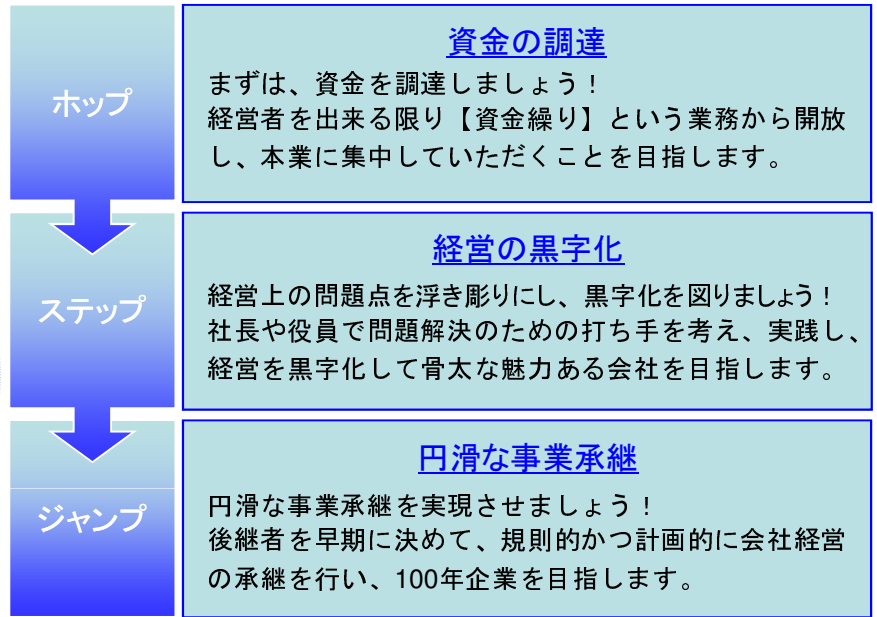 ホップ
資金の調達
まずは、資金を調達しましょう！
経営者を出来る限り【資金繰り】という業務から開放
し、本業に集中していただくことを目指します。
ステップ
経営の黒字化
経営上の問題点を浮き彫りにし、黒字化を図りましょう！
社長や役員で問題解決のための打ち手を考え、実践し、
経営を黒字化して骨太な魅力ある会社を目指します。
ジャンプ
円滑な事業承継
円滑な事業承継を実現させましょう！
後継者を早期に決めて、規則的かつ計画的に会社経営
の承継を行い、100年企業を目指します。